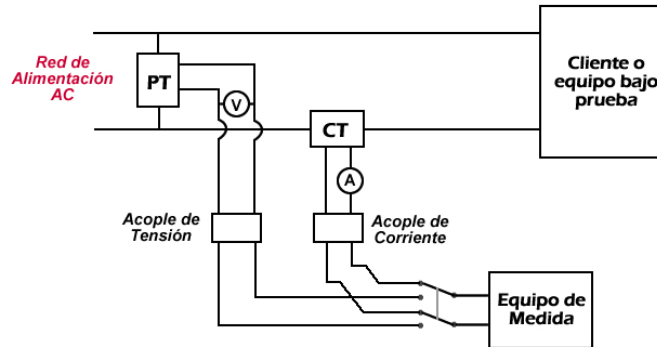 Red de
Alimentación
AC
PT
V
CT
A
Cliente o
equipo bajo
prueba
Acople de
Tensión
Acople de
Corriente
Equipo de
Medida